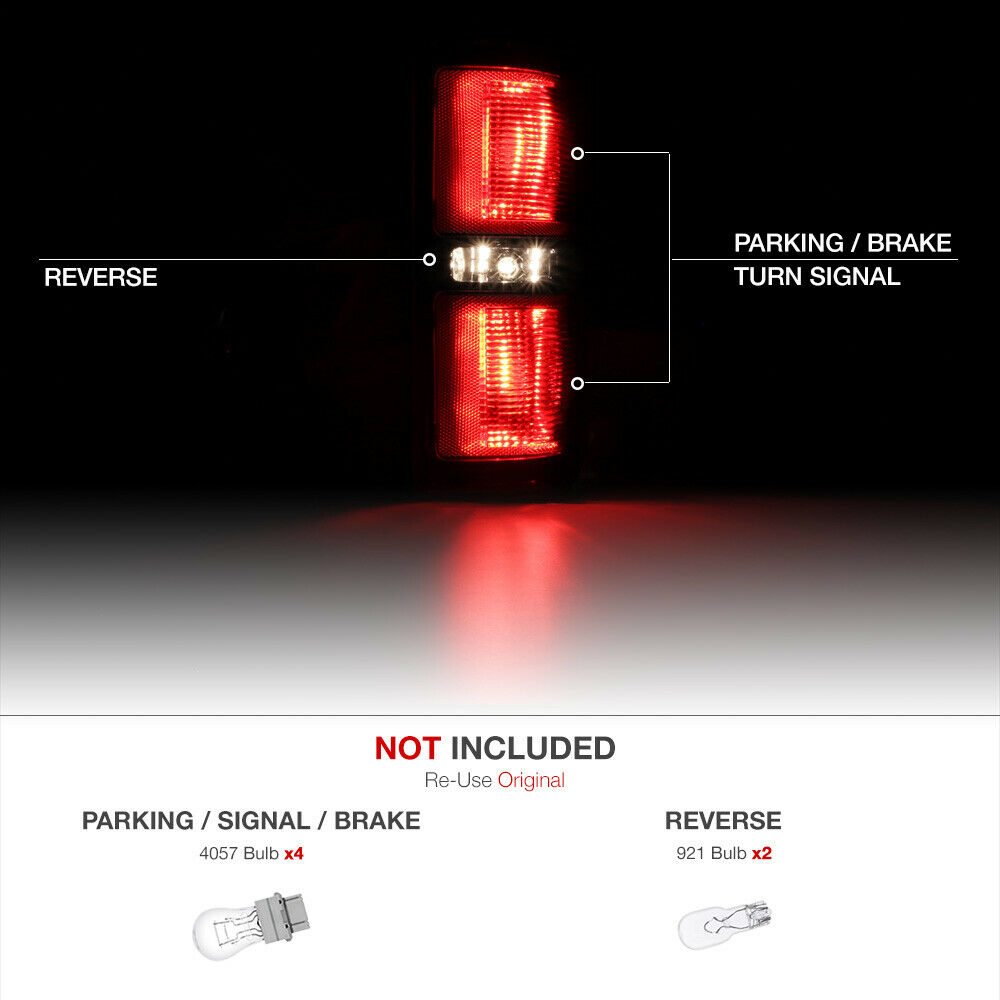 REVERSE
PARKING / BRAKE
TURN SIGNAL
NOT INCLUDED
Re-Use Original
PARKING / SIGNAL / BRAKE
4057 Bulb x4
REVERSE
921 Bulb x2